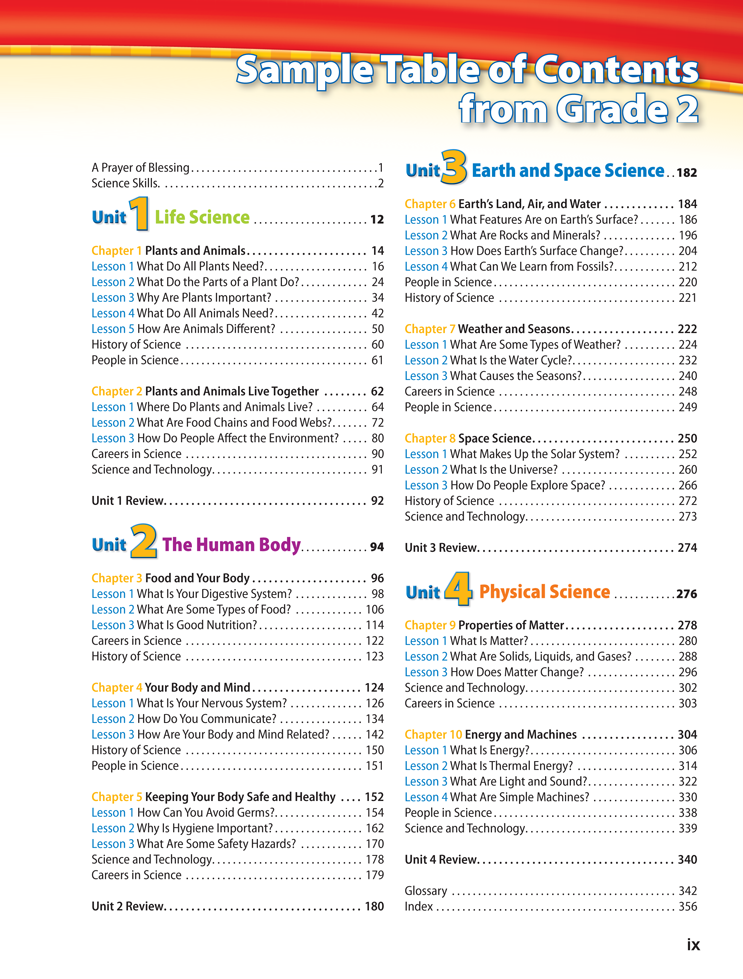 Sample Table of Contents
from Grade 2
A Prayer of Blessing . . . . . . . . . . . . . . . . . . . . . . . . . . . . . . . . . . . .1
Science Skills. . . . . . . . . . . . . . . . . . . . . . . . . . . . . . . . . . . . . . . . . .2
Unit 1 Life Science . . . . . . . . . . . . . . . . . . . . . . 12
Chapter 1 Plants and Animals. . . . . . . . . . . . . . . . . . . . . . 14
Lesson 1 What Do All Plants Need?. . . . . . . . . . . . . . . . . . . . 16
Lesson 2 What Do the Parts of a Plant Do? . . . . . . . . . . . . . 24
Lesson 3 Why Are Plants Important? . . . . . . . . . . . . . . . . . . 34
Lesson 4 What Do All Animals Need?. . . . . . . . . . . . . . . . . . 42
Lesson 5 How Are Animals Different? . . . . . . . . . . . . . . . . . 50
History of Science . . . . . . . . . . . . . . . . . . . . . . . . . . . . . . . . . . . 60
People in Science . . . . . . . . . . . . . . . . . . . . . . . . . . . . . . . . . . . . 61
Chapter 2 Plants and Animals Live Together . . . . . . . . 62
Lesson 1 Where Do Plants and Animals Live? . . . . . . . . . . 64
Lesson 2 What Are Food Chains and Food Webs?. . . . . . . 72
Lesson 3 How Do People Affect the Environment? . . . . . 80
Careers in Science . . . . . . . . . . . . . . . . . . . . . . . . . . . . . . . . . . . 90
Science and Technology. . . . . . . . . . . . . . . . . . . . . . . . . . . . . . 91
Unit 1 Review. . . . . . . . . . . . . . . . . . . . . . . . . . . . . . . . . . . . . 92
Unit 2 The Human Body. . . . . . . . . . . . . 94
Chapter 3 Food and Your Body . . . . . . . . . . . . . . . . . . . . . 96
Lesson 1 What Is Your Digestive System? . . . . . . . . . . . . . . 98
Lesson 2 What Are Some Types of Food? . . . . . . . . . . . . . 106
Lesson 3 What Is Good Nutrition? . . . . . . . . . . . . . . . . . . . . 114
Careers in Science . . . . . . . . . . . . . . . . . . . . . . . . . . . . . . . . . . 122
History of Science . . . . . . . . . . . . . . . . . . . . . . . . . . . . . . . . . . 123
Chapter 4 Your Body and Mind . . . . . . . . . . . . . . . . . . . . 124
Lesson 1 What Is Your Nervous System? . . . . . . . . . . . . . . 126
Lesson 2 How Do You Communicate? . . . . . . . . . . . . . . . . 134
Lesson 3 How Are Your Body and Mind Related? . . . . . . 142
History of Science . . . . . . . . . . . . . . . . . . . . . . . . . . . . . . . . . . 150
People in Science . . . . . . . . . . . . . . . . . . . . . . . . . . . . . . . . . . . 151
Chapter 5 Keeping Your Body Safe and Healthy . . . . 152
Lesson 1 How Can You Avoid Germs?. . . . . . . . . . . . . . . . . 154
Lesson 2 Why Is Hygiene Important? . . . . . . . . . . . . . . . . . 162
Lesson 3 What Are Some Safety Hazards? . . . . . . . . . . . . 170
Science and Technology. . . . . . . . . . . . . . . . . . . . . . . . . . . . . 178
Careers in Science . . . . . . . . . . . . . . . . . . . . . . . . . . . . . . . . . . 179
Unit 2 Review. . . . . . . . . . . . . . . . . . . . . . . . . . . . . . . . . . . . 180
Unit 3 Earth and Space Science . . 182
Chapter 6 Earth’s Land, Air, and Water . . . . . . . . . . . . . 184
Lesson 1 What Features Are on Earth’s Surface? . . . . . . . 186
Lesson 2 What Are Rocks and Minerals? . . . . . . . . . . . . . . 196
Lesson 3 How Does Earth’s Surface Change? . . . . . . . . . . 204
Lesson 4 What Can We Learn from Fossils?. . . . . . . . . . . . 212
People in Science . . . . . . . . . . . . . . . . . . . . . . . . . . . . . . . . . . . 220
History of Science . . . . . . . . . . . . . . . . . . . . . . . . . . . . . . . . . . 221
Chapter 7 Weather and Seasons. . . . . . . . . . . . . . . . . . . 222
Lesson 1 What Are Some Types of Weather? . . . . . . . . . . 224
Lesson 2 What Is the Water Cycle?. . . . . . . . . . . . . . . . . . . . 232
Lesson 3 What Causes the Seasons?. . . . . . . . . . . . . . . . . . 240
Careers in Science . . . . . . . . . . . . . . . . . . . . . . . . . . . . . . . . . . 248
People in Science . . . . . . . . . . . . . . . . . . . . . . . . . . . . . . . . . . . 249
Chapter 8 Space Science. . . . . . . . . . . . . . . . . . . . . . . . . . 250
Lesson 1 What Makes Up the Solar System? . . . . . . . . . . 252
Lesson 2 What Is the Universe? . . . . . . . . . . . . . . . . . . . . . . 260
Lesson 3 How Do People Explore Space? . . . . . . . . . . . . . 266
History of Science . . . . . . . . . . . . . . . . . . . . . . . . . . . . . . . . . . 272
Science and Technology. . . . . . . . . . . . . . . . . . . . . . . . . . . . . 273
Unit 3 Review. . . . . . . . . . . . . . . . . . . . . . . . . . . . . . . . . . . . 274
Unit 4 Physical Science . . . . . . . . . . . . 276
Chapter 9 Properties of Matter . . . . . . . . . . . . . . . . . . . . 278
Lesson 1 What Is Matter? . . . . . . . . . . . . . . . . . . . . . . . . . . . . 280
Lesson 2 What Are Solids, Liquids, and Gases? . . . . . . . . 288
Lesson 3 How Does Matter Change? . . . . . . . . . . . . . . . . . 296
Science and Technology. . . . . . . . . . . . . . . . . . . . . . . . . . . . . 302
Careers in Science . . . . . . . . . . . . . . . . . . . . . . . . . . . . . . . . . . 303
Chapter 10 Energy and Machines . . . . . . . . . . . . . . . . . 304
Lesson 1 What Is Energy?. . . . . . . . . . . . . . . . . . . . . . . . . . . . 306
Lesson 2 What Is Thermal Energy? . . . . . . . . . . . . . . . . . . . 314
Lesson 3 What Are Light and Sound?. . . . . . . . . . . . . . . . . 322
Lesson 4 What Are Simple Machines? . . . . . . . . . . . . . . . . 330
People in Science . . . . . . . . . . . . . . . . . . . . . . . . . . . . . . . . . . . 338
Science and Technology. . . . . . . . . . . . . . . . . . . . . . . . . . . . . 339
Unit 4 Review. . . . . . . . . . . . . . . . . . . . . . . . . . . . . . . . . . . . 340
Glossary . . . . . . . . . . . . . . . . . . . . . . . . . . . . . . . . . . . . . . . . . . . 342
Index . . . . . . . . . . . . . . . . . . . . . . . . . . . . . . . . . . . . . . . . . . . . . . 356
ix